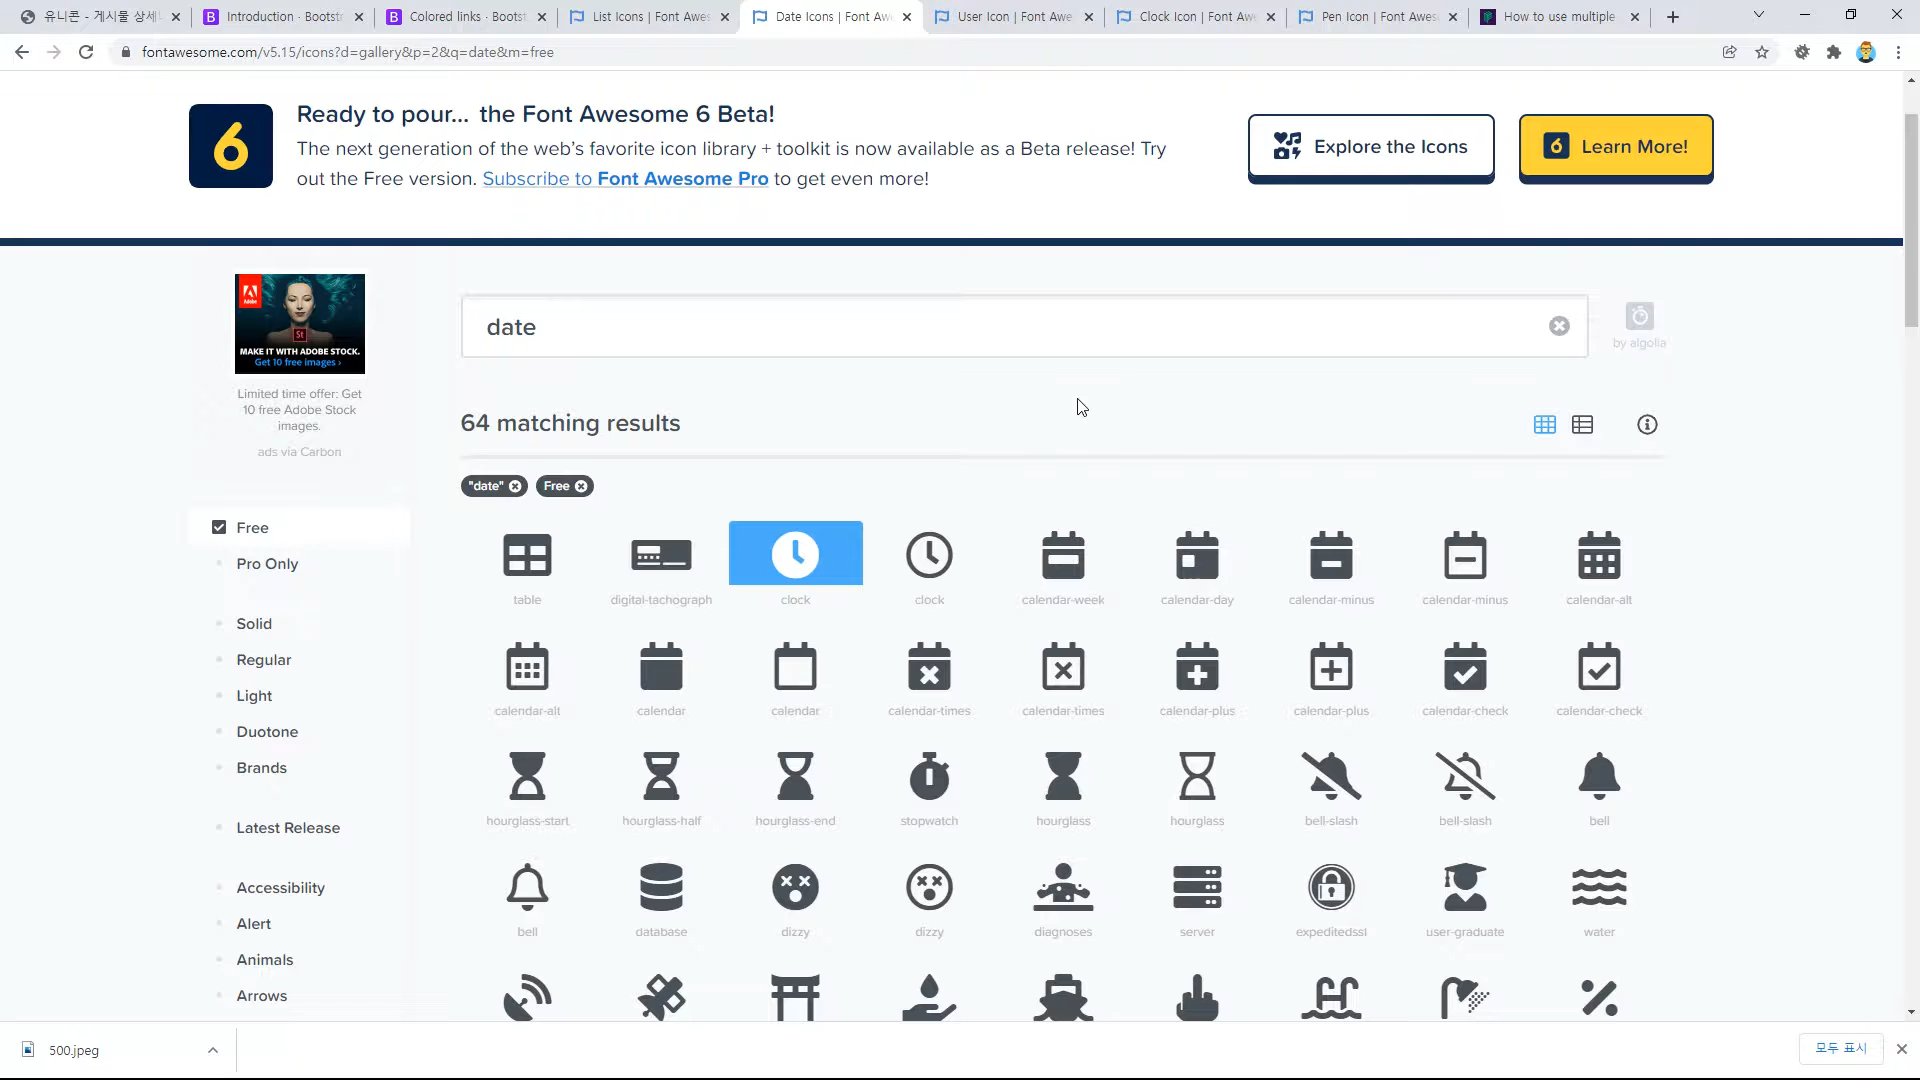 유니콘 - 게시물 상세
Introduction · Bootst
Colored links · Bootst
List Icons | Font Awes
Date Icons | Font Aw
User Icon | Font Awe
Clock Icon | Font Aw
Pen Icon | Font Awes
How to use multiple
fontawesome.com/v5.15/icons?d=gallery&p=2&q=date&m=free
6
Ready to pour... the Font Awesome 6 Beta!
The next generation of the web's favorite icon library + toolkit is now available as a Beta release! Try
out the Free version. Subscribe to Font Awesome Pro to get even more!
Explore the Icons
6 Learn More!
Adobe
St
MAKE IT WITH ADOBE STOCK.
Get 10 free images ›
Limited time offer: Get
10 free Adobe Stock
images.
ads via Carbon
date
by algolia
64 matching results
"date"
Free
Free
Pro Only
Solid
Regular
Light
Duotone
Brands
Latest Release
Accessibility
Alert
Animals
Arrows
table
digital-tachograph
clock
clock
calendar-week
calendar-day
calendar-minus
calendar-minus
calendar-alt
calendar-alt
calendar
calendar
calendar-times
calendar-times
calendar-plus
calendar-plus
calendar-check
calendar-check
hourglass-start
hourglass-half
hourglass-end
stopwatch
hourglass
hourglass
bell-slash
bell-slash
bell
bell
database
dizzy
dizzy
diagnoses
server
expeditedssl
user-graduate
water
500.jpeg
모두 표시